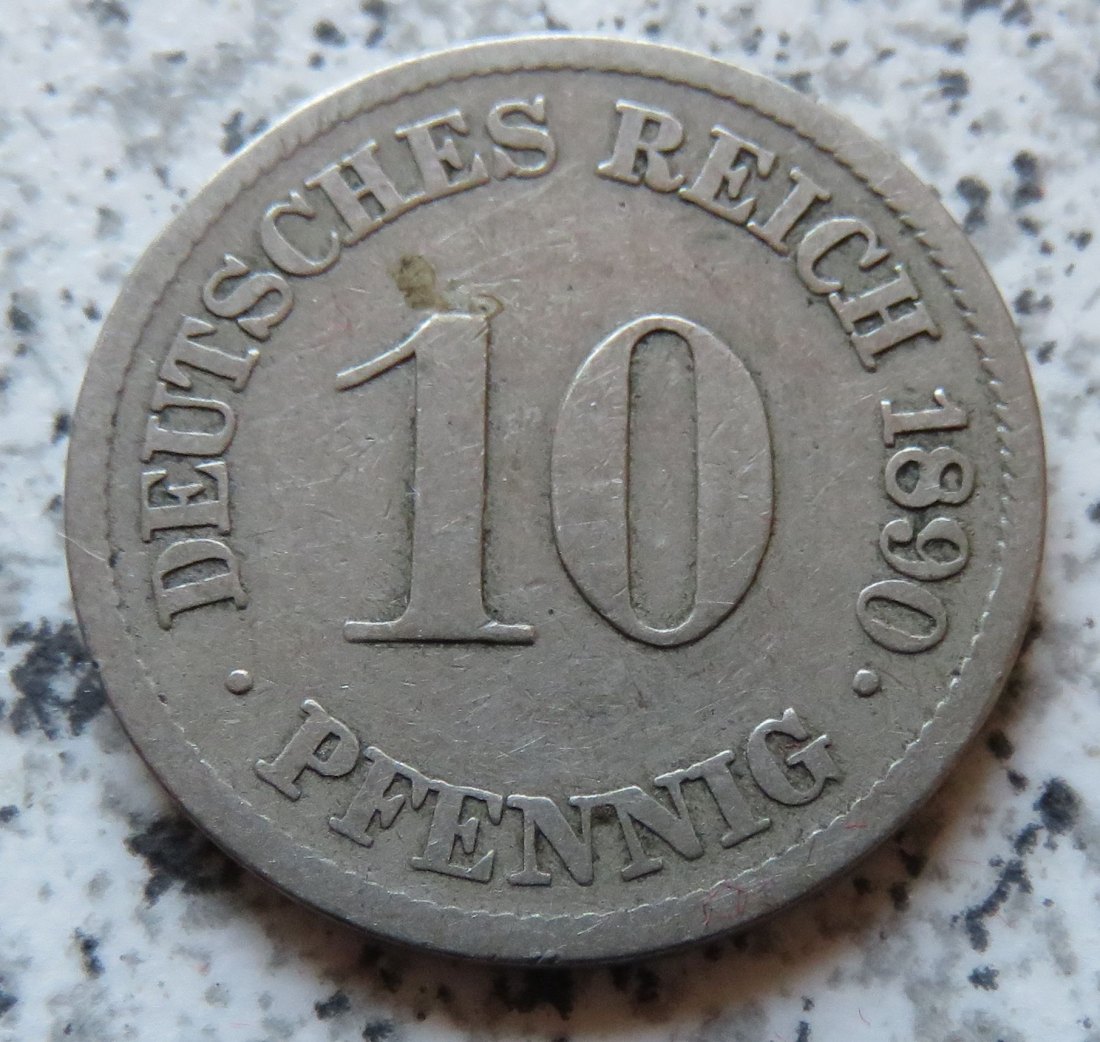 DEUTSCHES REICH 1890
10
· PFENNIG ·